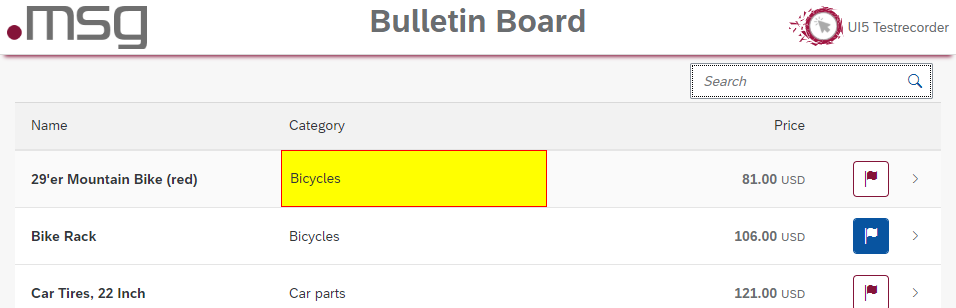 .msg
Bulletin Board
UI5 Testrecorder
Search
Name Category Price
29'er Mountain Bike (red) Bicycles 81.00 USD
Bike Rack Bicycles 106.00 USD
Car Tires, 22 Inch Car parts 121.00 USD